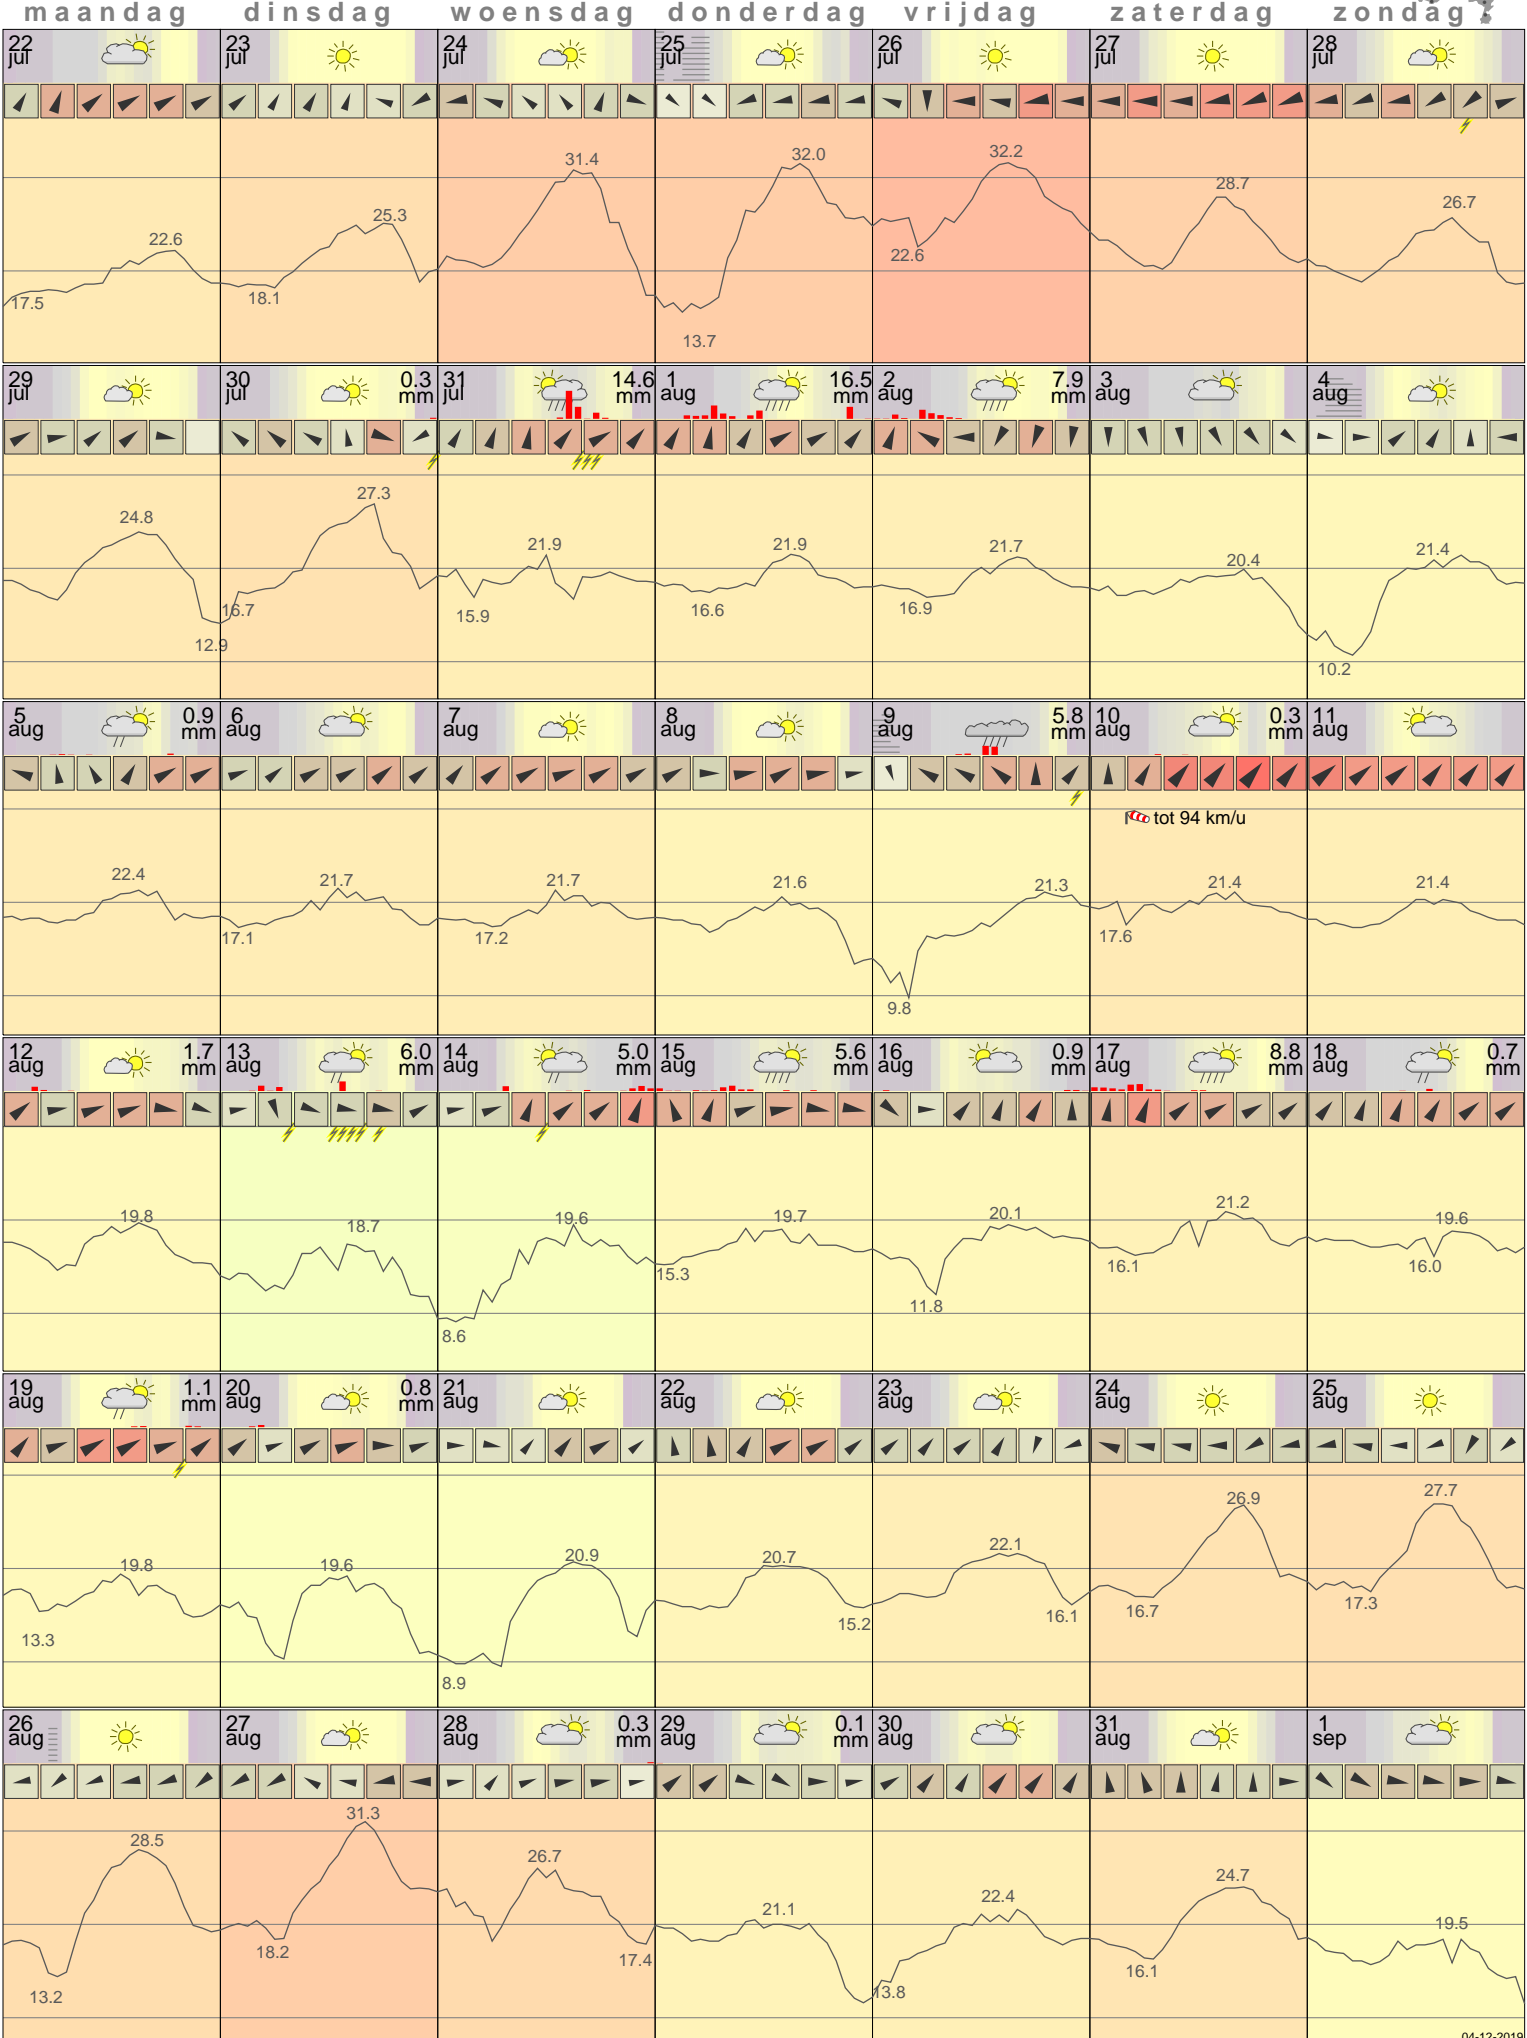 maandag dinsdag woensdag donderdag vrijdag zaterdag zondag
22 jul 23 jul 24 jul 25 jul 26 jul 27 jul 28 jul
17.5 22.6 18.1 25.3 31.4 13.7 32.0 22.6 32.2 28.7 26.7
29 jul 30 jul 0.3 mm 31 jul 14.6 mm 1 aug 16.5 mm 2 aug 7.9 mm 3 aug 4 aug
24.8 12.9 16.7 27.3 15.9 21.9 16.6 21.9 16.9 21.7 20.4 10.2 21.4
5 aug 0.9 mm 6 aug 7 aug 8 aug 9 aug 5.8 mm 10 aug 0.3 mm 11 aug
tot 94 km/u
22.4 17.1 21.7 17.2 21.7 21.6 9.8 21.3 17.6 21.4 21.4
12 aug 1.7 mm 13 aug 6.0 mm 14 aug 5.0 mm 15 aug 5.6 mm 16 aug 0.9 mm 17 aug 8.8 mm 18 aug 0.7 mm
19.8 18.7 8.6 19.6 15.3 19.7 11.8 20.1 16.1 21.2 16.0 19.6
19 aug 1.1 mm 20 aug 0.8 mm 21 aug 22 aug 23 aug 24 aug 25 aug
13.3 19.8 19.6 8.9 20.9 20.7 15.2 22.1 16.1 16.7 26.9 17.3 27.7
26 aug 27 aug 28 aug 0.3 mm 29 aug 0.1 mm 30 aug 31 aug 1 sep
13.2 28.5 18.2 31.3 26.7 17.4 21.1 13.8 22.4 16.1 24.7 19.5
04-12-2019